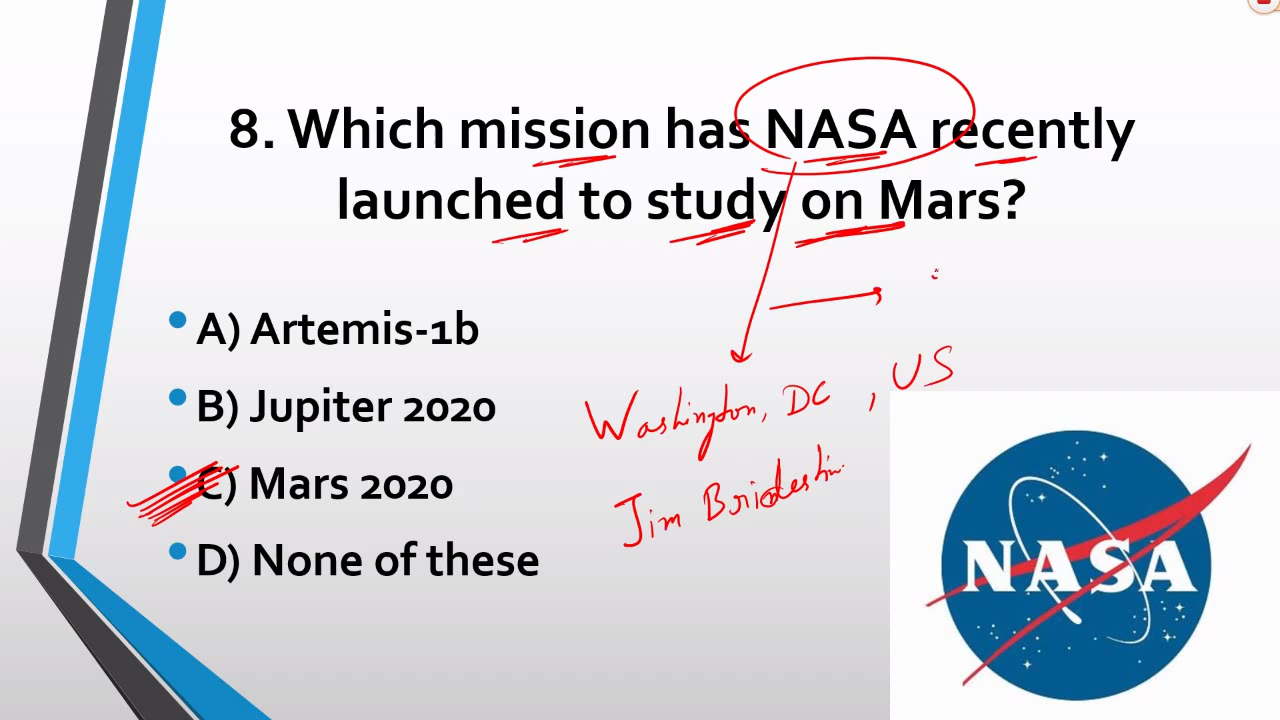 8. Which mission has NASA recently
launched to study on Mars?
A) Artemis-1b
B) Jupiter 2020
C) Mars 2020
D) None of these
Washington, DC , US
Jim
NASA